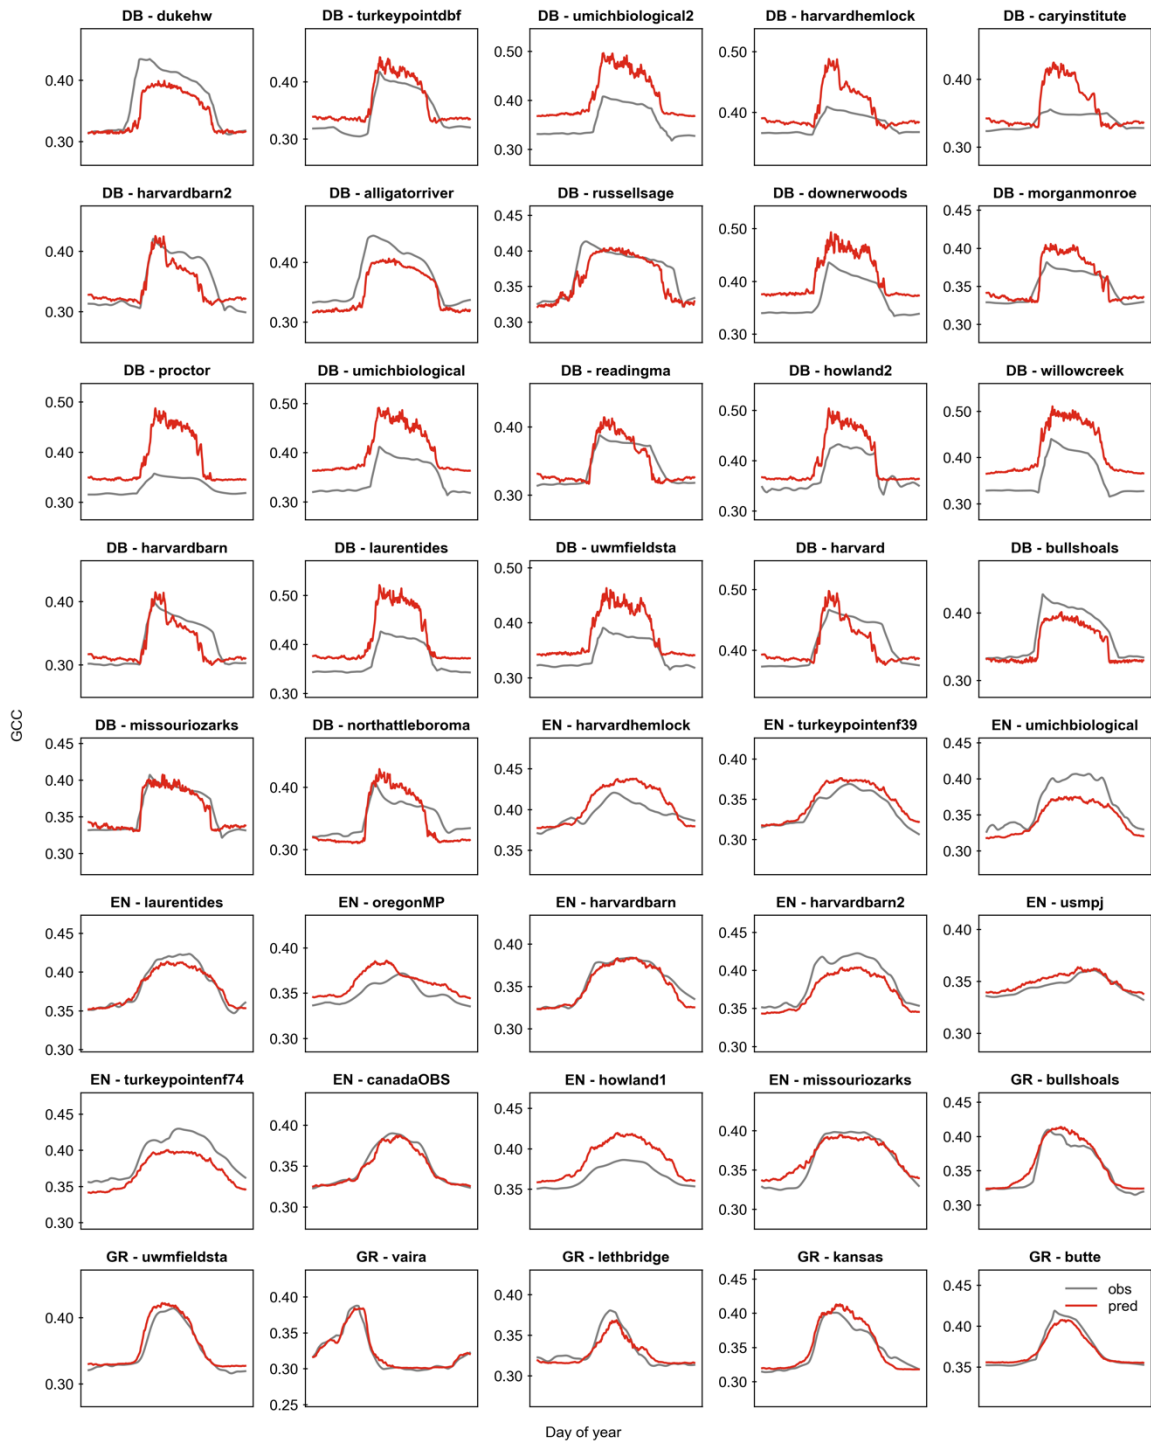 DB - dukehw DB - turkeypointdbf DB - umichbiological2 DB - harvardhemlock DB - caryinstitute
0.40 0.30 0.40 0.30 0.50 0.40 0.30 0.50 0.40 0.40 0.30
DB - harvardbarn2 DB - alligatorriver DB - russellsage DB - downerwoods DB - morganmonroe
0.40 0.30 0.40 0.30 0.45 0.40 0.35 0.30 0.50 0.40 0.30 0.45 0.40 0.35 0.30
DB - proctor DB - umichbiological DB - readingma DB - howland2 DB - willowcreek
0.50 0.40 0.30 0.50 0.40 0.30 0.40 0.30 0.50 0.40 0.30 0.50 0.40 0.30
DB - harvardbarn DB - laurentides DB - uwmfieldsta DB - harvard DB - bullshoals
0.40 0.30 0.50 0.40 0.30 0.50 0.40 0.30 0.50 0.40 0.40 0.30
GCC
DB - missouriozarks DB - northattleboroma EN - harvardhemlock EN - turkeypointenf39 EN - umichbiological
0.45 0.40 0.35 0.30 0.40 0.30 0.45 0.40 0.35 0.40 0.35 0.30 0.45 0.40 0.35 0.30
EN - laurentides EN - oregonMP EN - harvardbarn EN - harvardbarn2 EN - usmpj
0.45 0.40 0.35 0.30 0.40 0.35 0.30 0.40 0.35 0.30 0.45 0.40 0.35 0.30 0.40 0.35 0.30
EN - turkeypointenf74 EN - canadaOBS EN - howland1 EN - missouriozarks GR - bullshoals
0.45 0.40 0.35 0.30 0.40 0.35 0.30 0.45 0.40 0.35 0.45 0.40 0.35 0.30 0.45 0.40 0.35 0.30
GR - uwmfieldsta GR - vaira GR - lethbridge GR - kansas GR - butte
0.40 0.30 0.40 0.35 0.30 0.25 0.40 0.35 0.30 0.45 0.40 0.35 0.30 0.45 0.40 0.35
obs
pred
Day of year